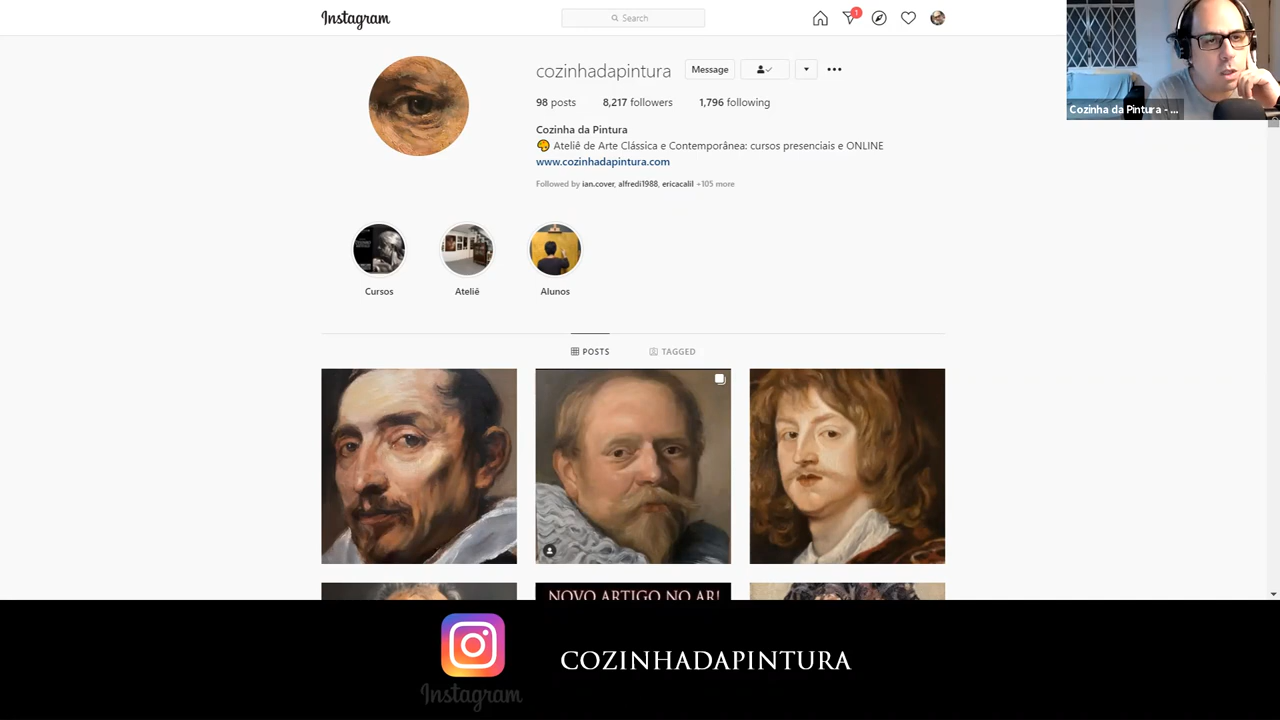 Instagram
Search
1
cozinhadapintura
Message
98 posts
8,217 followers
1,796 following
Cozinha da Pintura
Ateliê de Arte Clássica e Contemporânea: cursos presenciais e ONLINE
www.cozinhadapintura.com
Followed by ian.cover, alfredi1988, ericacalil +105 more
Cozinha da Pintura - ...
Cursos
Ateliê
Alunos
POSTS
TAGGED
NOVO ARTIGO NO AR!
Instagram
COZINHADAPINTURA